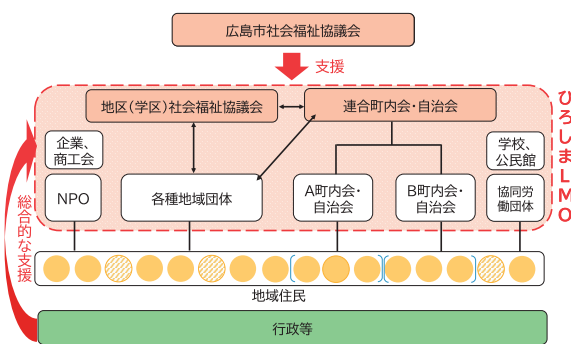 広島市社会福祉協議会
支援
地区（学区）社会福祉協議会
連合町内会・自治会
企業、
商工会
学校、
公民館
NPO
各種地域団体
A町内会・
自治会
B町内会・
自治会
協同労
働団体
ひろしまLMO
総合的な支援
地域住民
行政等